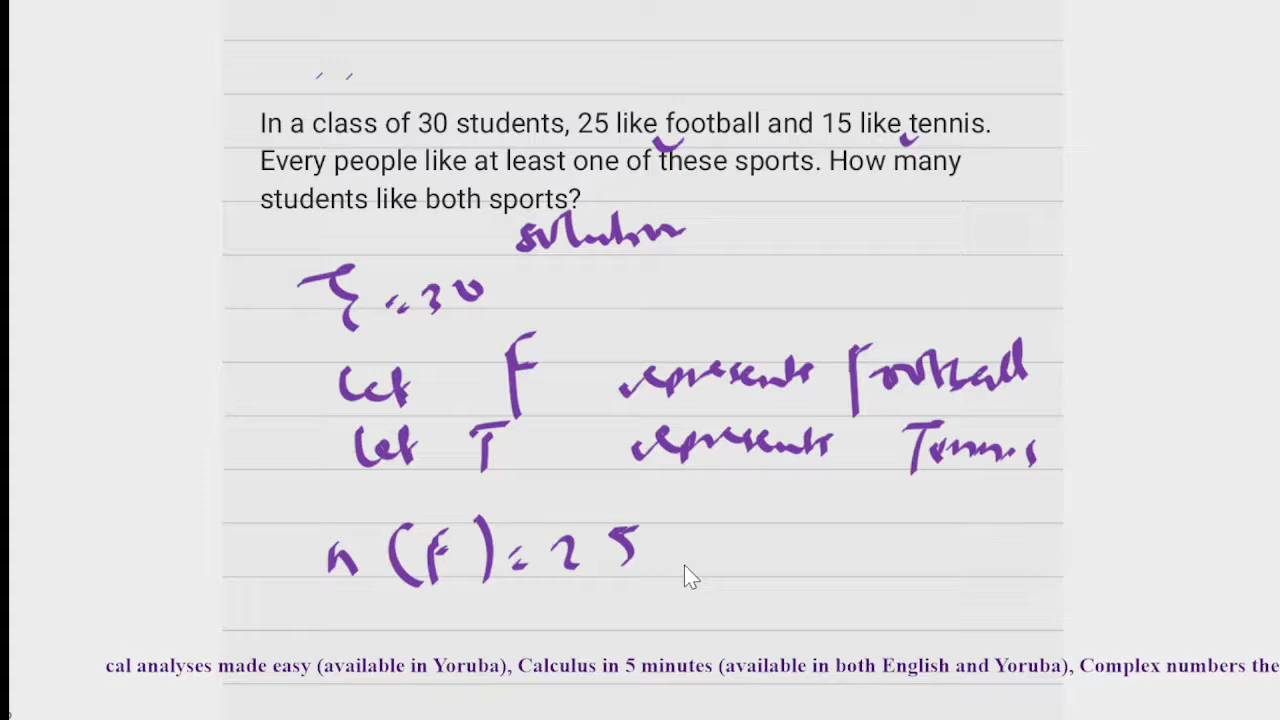 In a class of 30 students, 25 like football and 15 like tennis.
Every people like at least one of these sports. How many
students like both sports?
solution
ξ = 30
let F represents Football
let T represents Tennis
n (F) = 25
cal analyses made easy (available in Yoruba), Calculus in 5 minutes (available in both English and Yoruba), Complex numbers the